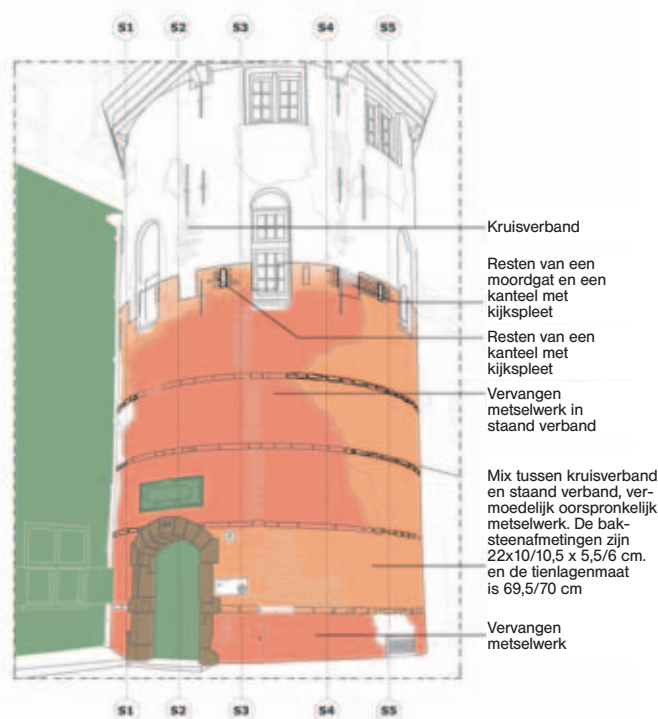 S1 S2 S3 S4 S5
Kruisverband
Resten van een
moordgat en een
kanteel met
kijkspleet
Resten van een
kanteel met
kijkspleet
Vervangen
metselwerk in
staand verband
Mix tussen kruisverband
en staand verband, ver-
moedelijk oorspronkelijk
metselwerk. De bak-
steenafmetingen zijn
22x10/10,5 x 5,5/6 cm.
en de tienlagenmaat
is 69,5/70 cm
Vervangen
metselwerk
S1 S2 S3 S4 S5